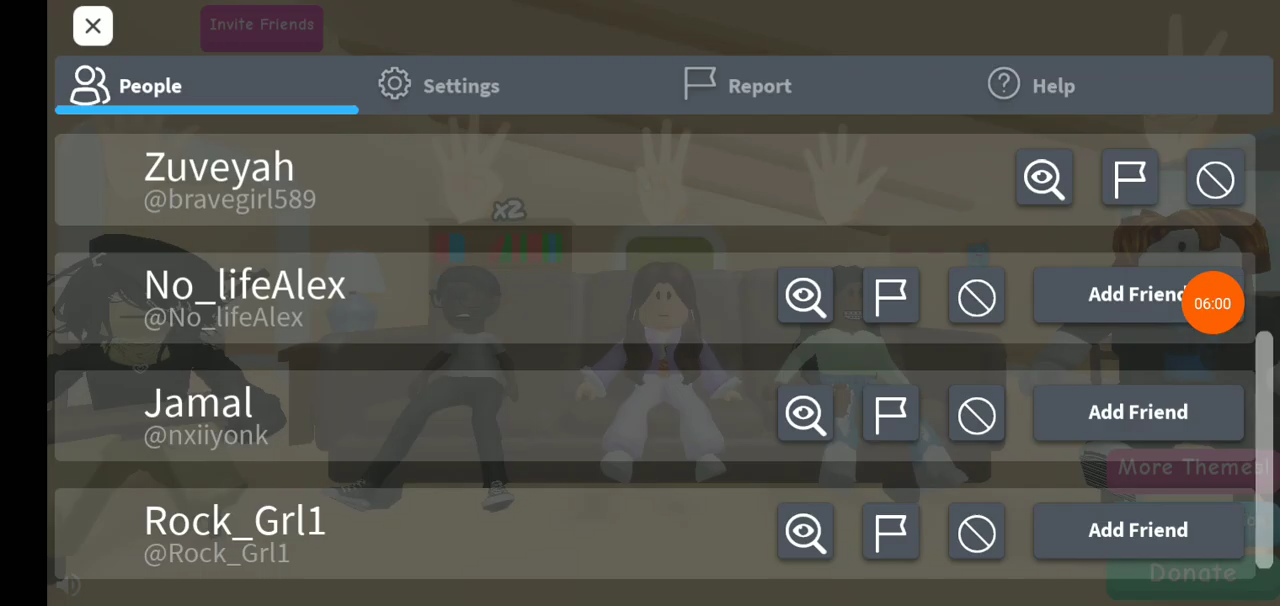 Invite Friends
People
Settings
Report
Help
Zuveyah
@bravegirl589
x2
No_lifeAlex
@No_lifeAlex
Add Friend
06:00
Jamal
@nxiiyonk
Add Friend
More Themes!
Rock_Grl1
@Rock_Grl1
Add Friend
Donate